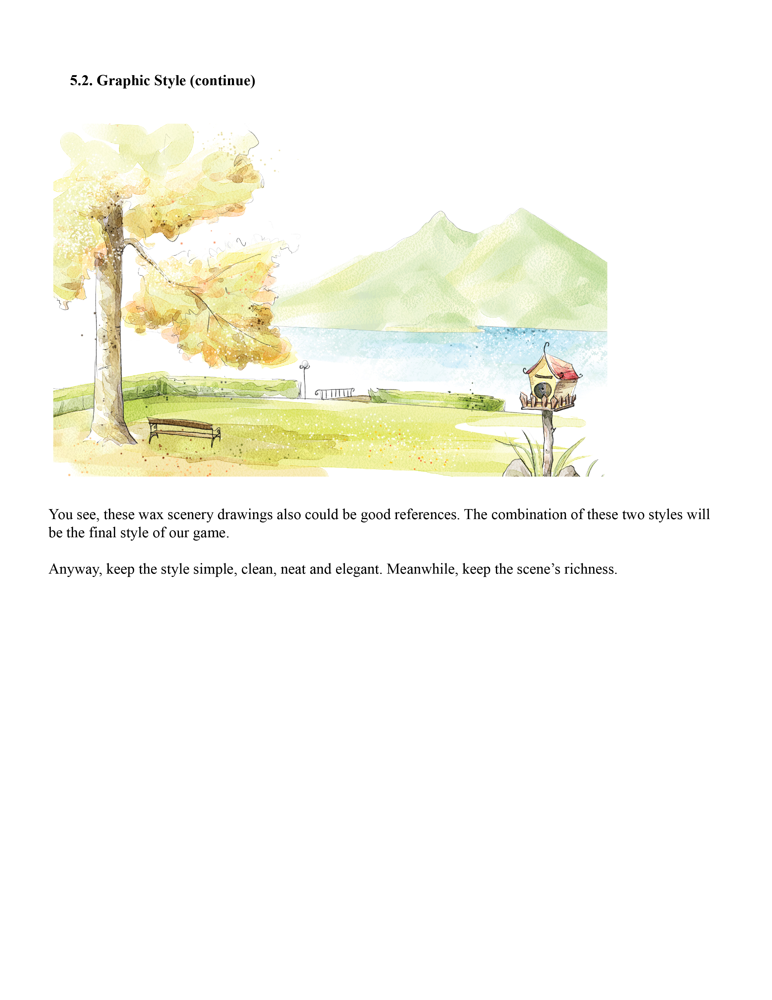 5.2. Graphic Style (continue)
You see, these wax scenery drawings also could be good references. The combination of these two styles will
be the final style of our game.
Anyway, keep the style simple, clean, neat and elegant. Meanwhile, keep the scene’s richness.